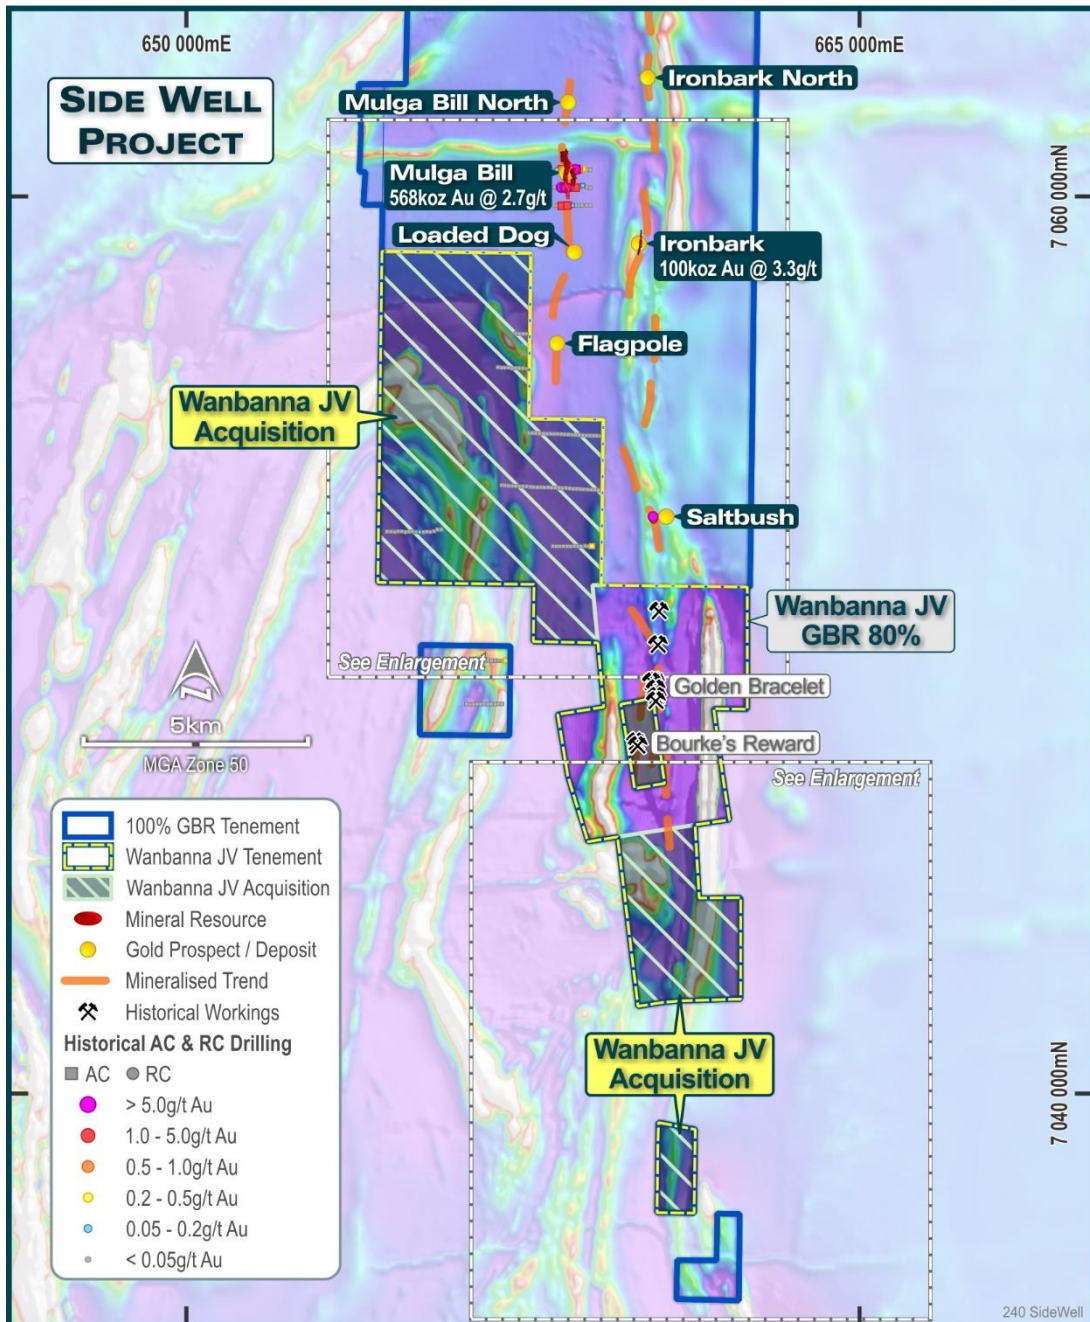 650 000mE
665 000mE
SIDE WELL
PROJECT
Ironbark North
Mulga Bill North
Mulga Bill
568koz Au @ 2.7g/t
7 060 000mN
Loaded Dog
Ironbark
100koz Au @ 3.3g/t
Flagpole
Wanbanna JV
Acquisition
Saltbush
Wanbanna JV
GBR 80%
See Enlargement
Golden Bracelet
N
5km
MGA Zone 50
Bourke's Reward
See Enlargement
100% GBR Tenement
Wanbanna JV Tenement
Wanbanna JV Acquisition
Mineral Resource
Gold Prospect / Deposit
Mineralised Trend
Historical Workings
Historical AC & RC Drilling
AC RC
> 5.0g/t Au
1.0 - 5.0g/t Au
0.5 - 1.0g/t Au
0.2 - 0.5g/t Au
0.05 - 0.2g/t Au
< 0.05g/t Au
Wanbanna JV
Acquisition
7 040 000mN
240 SideWell